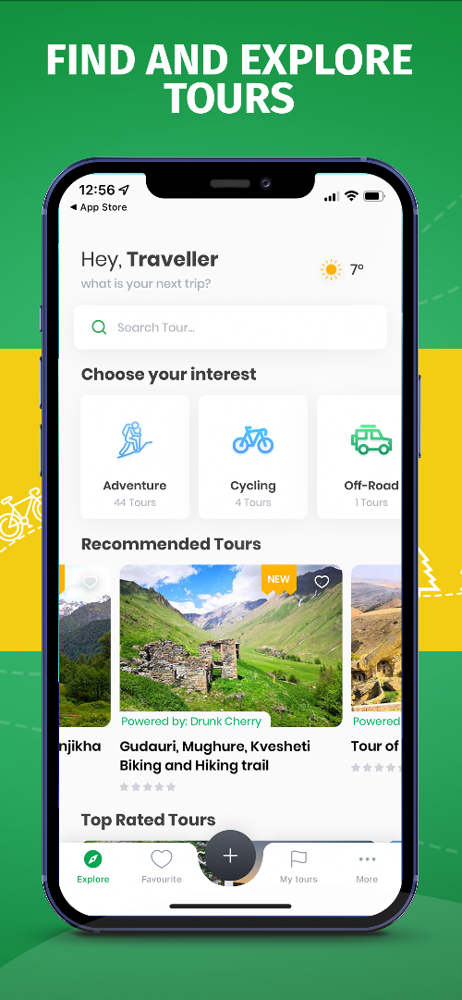 FIND AND EXPLORE
TOURS
12:56
◀ App Store
Hey, Traveller
what is your next trip?
7º
Search Tour...
Choose your interest
Adventure
44 Tours
Cycling
4 Tours
Off-Road
1 Tours
Recommended Tours
NEW
Powered by: Drunk Cherry
Powered
njikha
Gudauri, Mughure, Kvesheti
Biking and Hiking trail
Tour of
Top Rated Tours
Explore
Favourite
+
My tours
More